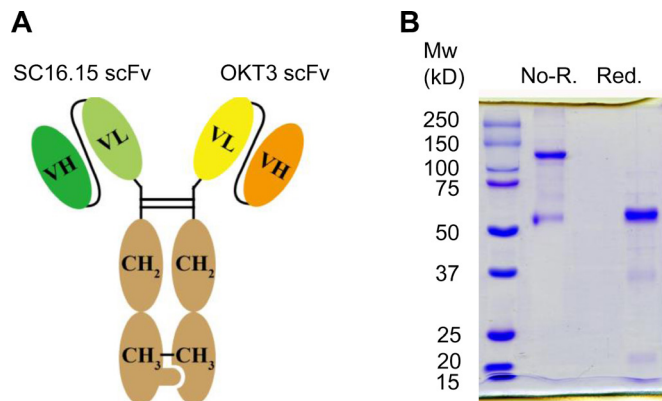 A
SC16.15 scFv
OKT3 scFv
VH
VL
VL
VH
CH2
CH2
CH3
CH3
B
Mw
(kD)
No-R.
Red.
250
150
100
75
50
37
25
20
15